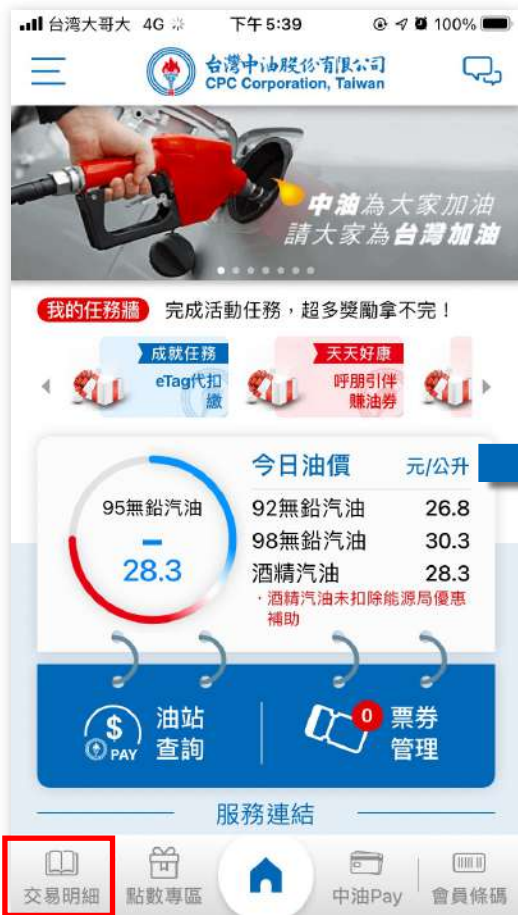 台湾大哥大 4G 下午5:39 100%
台灣中油股份有限公司
CPC Corporation, Taiwan
中油為大家加油
請大家為台灣加油
我的任務牆 完成活動任務，超多獎勵拿不完！
成就任務
eTag代扣
繳
天天好康
呼朋引伴
賺油券
今日油價 元/公升
95無鉛汽油
28.3
92無鉛汽油 26.8
98無鉛汽油 30.3
酒精汽油 28.3
・酒精汽油未扣除能源局優惠
補助
$
PAY
油站
查詢
0
票券
管理
服務連結
交易明細 點數專區 中油Pay 會員條碼